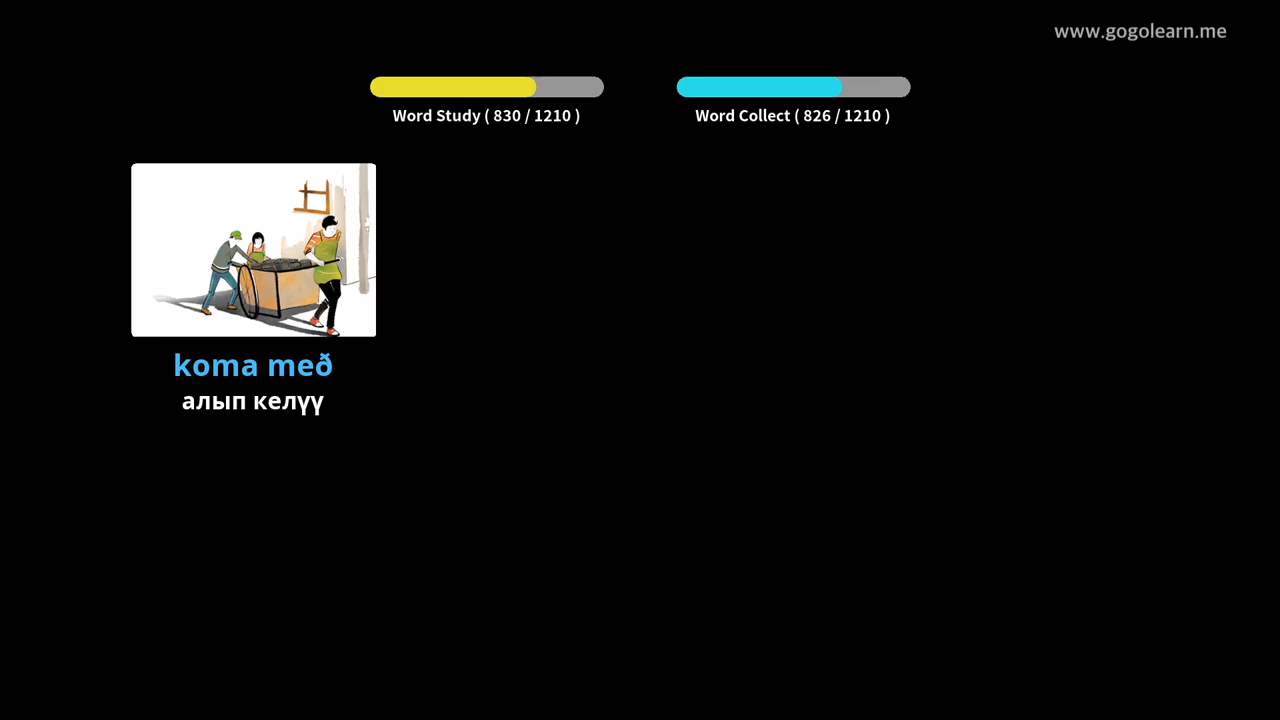 www.gogolearn.me
Word Study ( 830 / 1210 )
Word Collect ( 826 / 1210 )
koma með
алып келүү